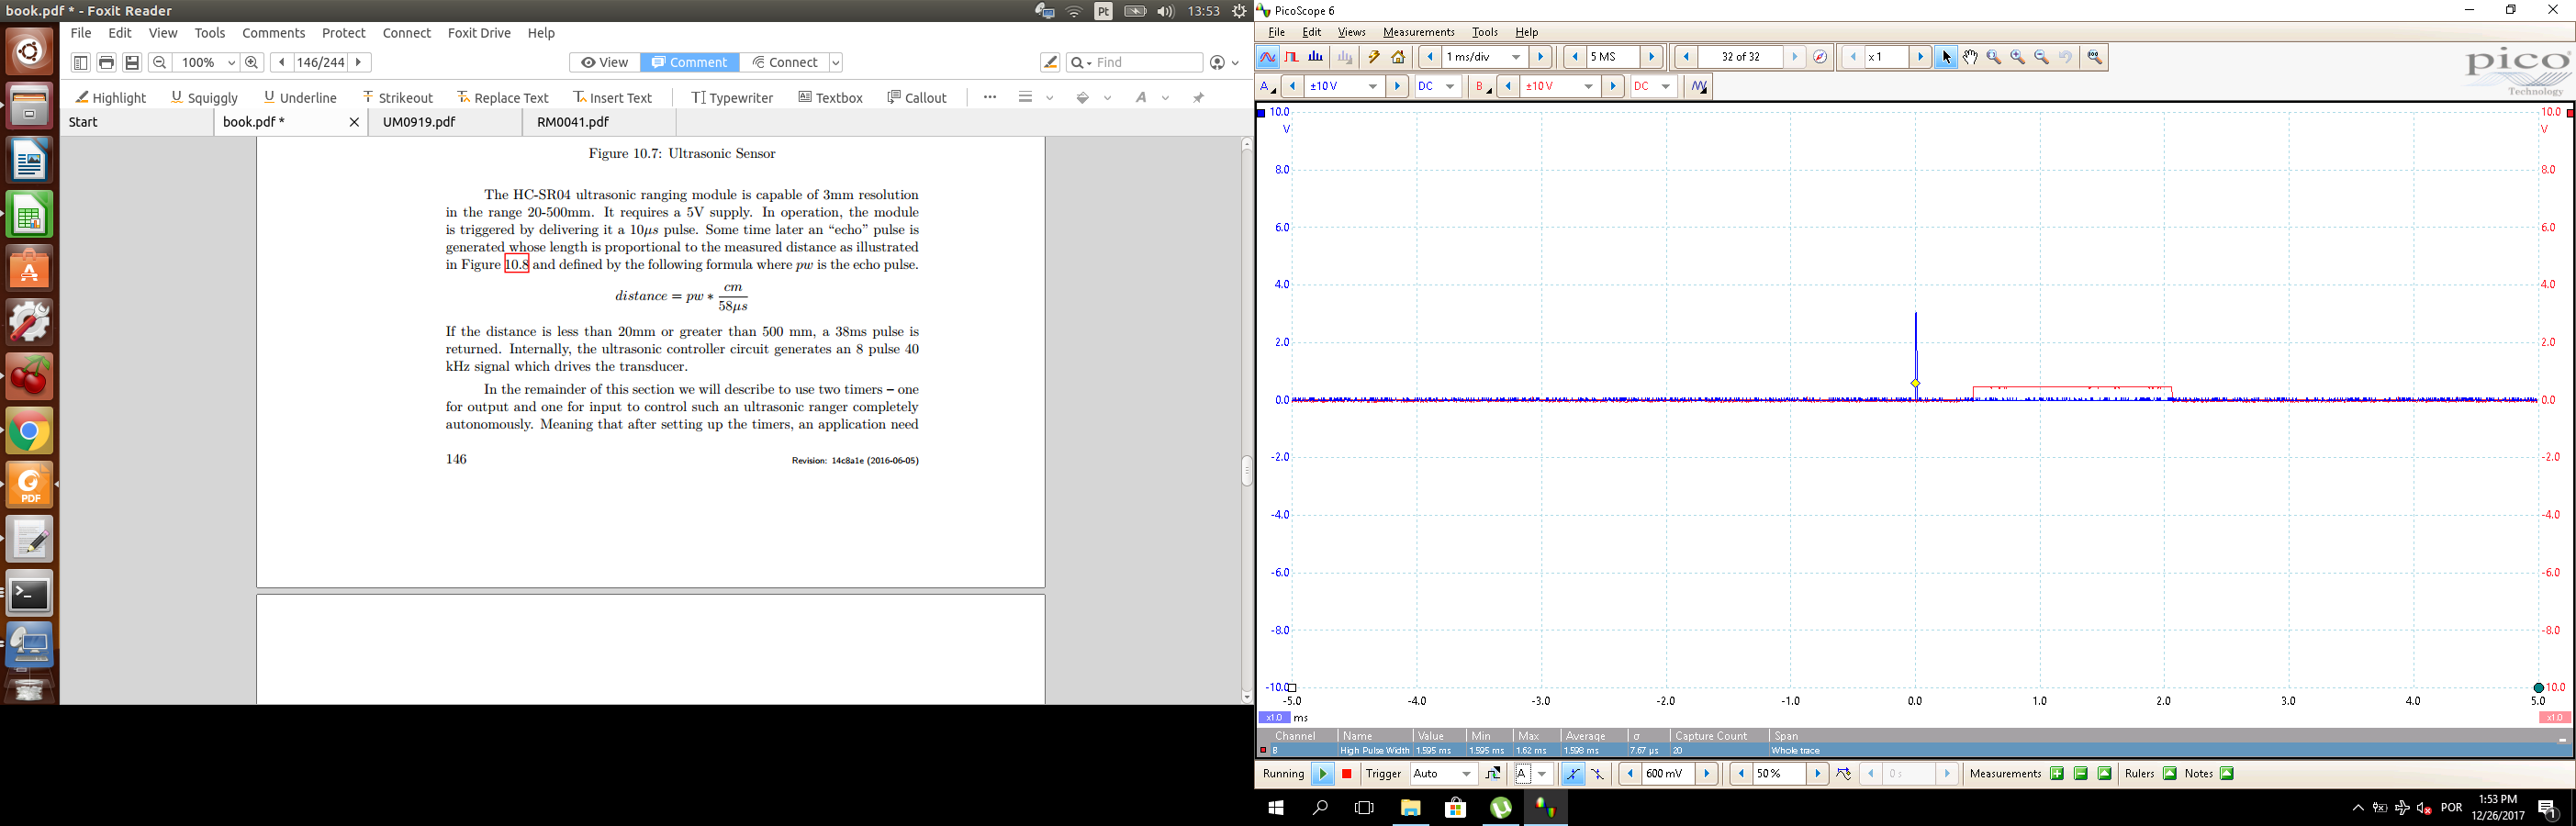 book.pdf * - Foxit Reader
Pt
13:53
File Edit View Tools Comments Protect Connect Foxit Drive Help
100%
146/244
View Comment Connect
Find
Highlight Squiggly Underline Strikeout Replace Text Insert Text Typewriter Textbox Callout
Start book.pdf * UM0919.pdf RM0041.pdf
Figure 10.7: Ultrasonic Sensor
The HC-SR04 ultrasonic ranging module is capable of 3mm resolution
in the range 20-500mm. It requires a 5V supply. In operation, the module
is triggered by delivering it a 10μs pulse. Some time later an “echo” pulse is
generated whose length is proportional to the measured distance as illustrated
in Figure 10.8 and defined by the following formula where pw is the echo pulse.
distance = pw * cm
58μs
If the distance is less than 20mm or greater than 500 mm, a 38ms pulse is
returned. Internally, the ultrasonic controller circuit generates an 8 pulse 40
kHz signal which drives the transducer.
In the remainder of this section we will describe to use two timers – one
for output and one for input to control such an ultrasonic ranger completely
autonomously. Meaning that after setting up the timers, an application need
146
Revision: 14c8a1e (2016-06-05)
PDF
PicoScope 6
File Edit Views Measurements Tools Help
1 ms/div 5 MS 32 of 32 x 1
pico
Technology
A ±10 V DC B ±10 V DC
10.0
V
8.0
6.0
4.0
2.0
0.0
-2.0
-4.0
-6.0
-8.0
-10.0
10.0
V
8.0
6.0
4.0
2.0
0.0
-2.0
-4.0
-6.0
-8.0
10.0
-5.0 -4.0 -3.0 -2.0 -1.0 0.0 1.0 2.0 3.0 4.0 5.0
x1.0 ms
x1.0
Channel Name Value Min Max Average σ Capture Count Span
B High Pulse Width 1.595 ms 1.595 ms 1.62 ms 1.598 ms 7.67 μs 20 Whole trace
Running Trigger Auto A 600 mV 50 % 0 s Measurements Rulers Notes
POR
1:53 PM
12/26/2017
1